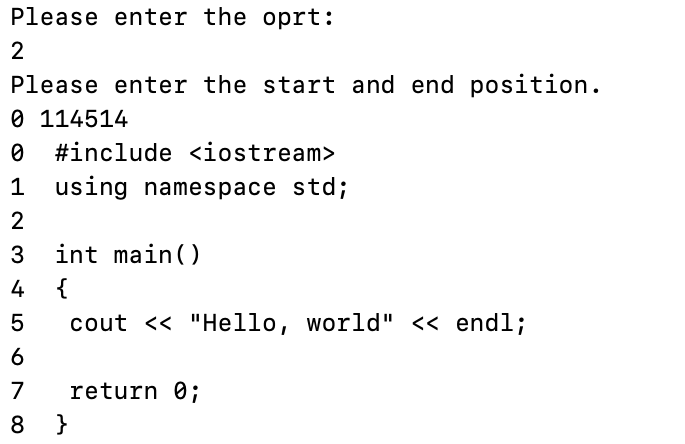 Please enter the oprt:
2
Please enter the start and end position.
0 114514
0  #include <iostream>
1  using namespace std;
2
3  int main()
4  {
5   cout << "Hello, world" << endl;
6
7   return 0;
8  }